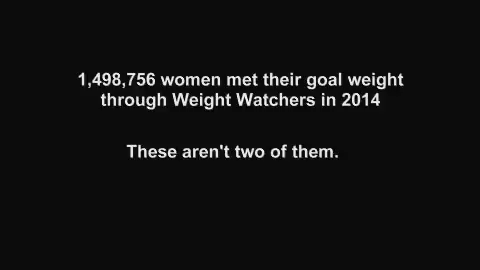 1,498,756 women met their goal weight
through Weight Watchers in 2014
These aren't two of them.